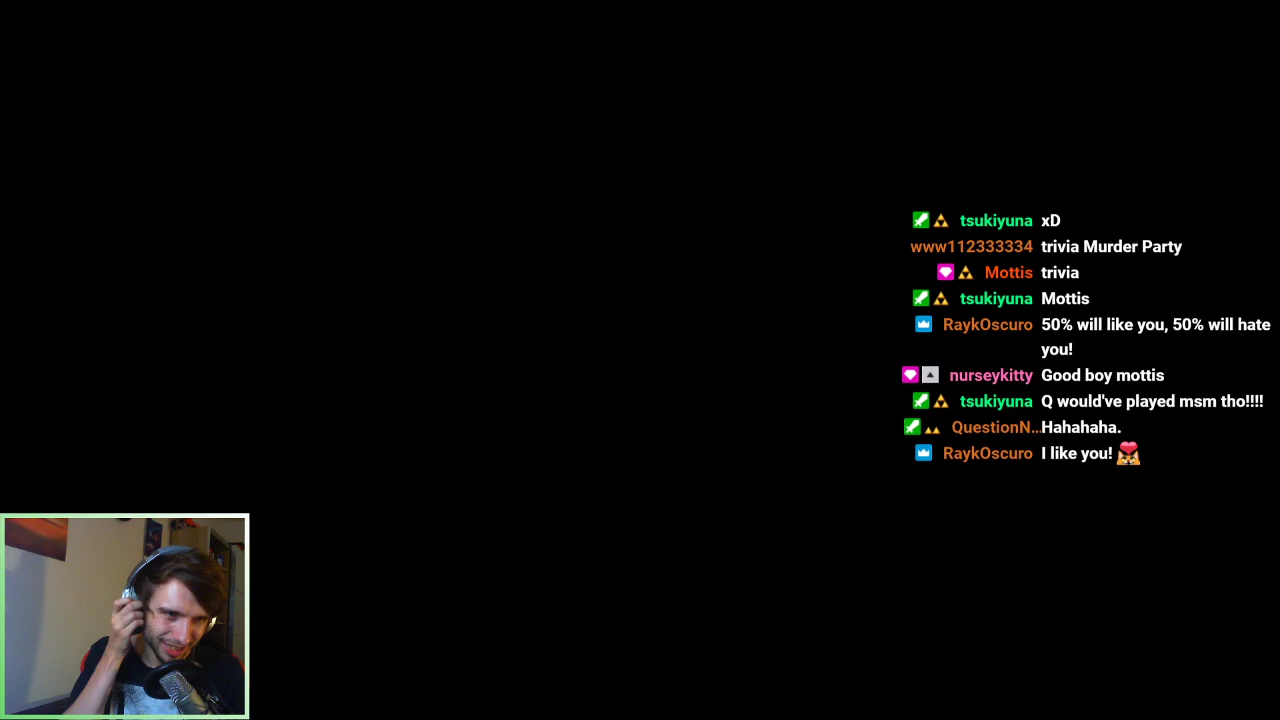 tsukiyuna xD
www112333334 trivia Murder Party
Mottis trivia
tsukiyuna Mottis
RaykOscuro 50% will like you, 50% will hate
you!
nurseykitty Good boy mottis
tsukiyuna Q would've played msm tho!!!!
QuestionN... Hahahaha.
RaykOscuro I like you!